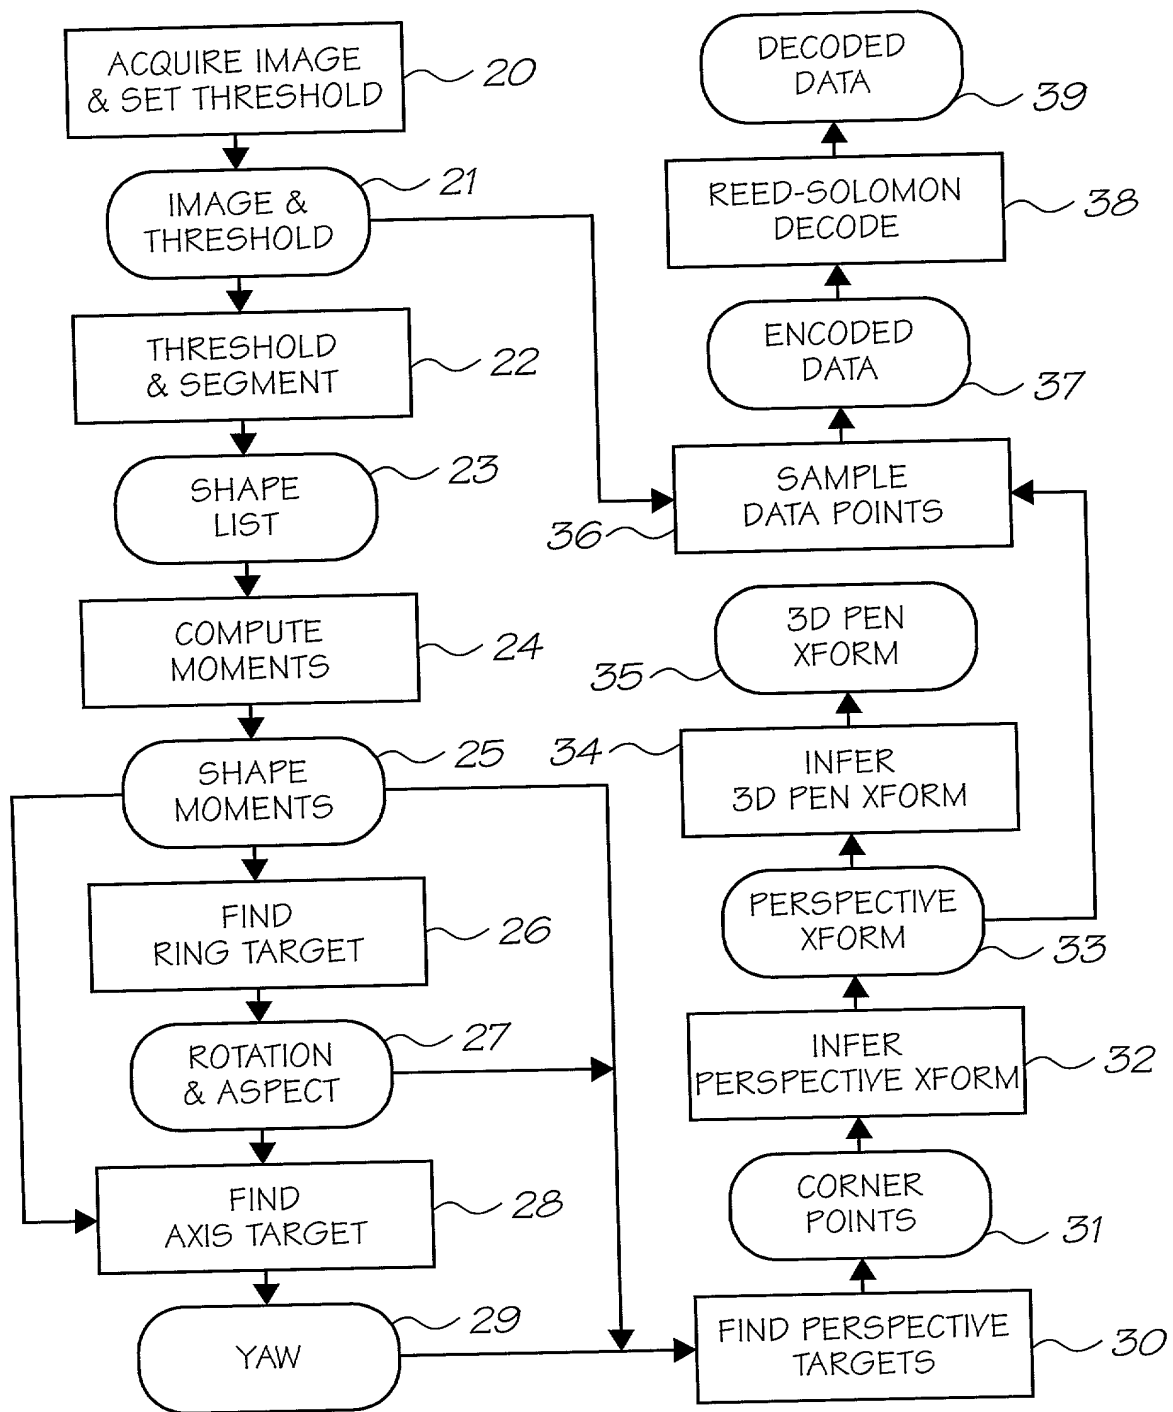 ACQUIRE IMAGE
& SET THRESHOLD
20
IMAGE &
THRESHOLD
21
THRESHOLD
& SEGMENT
22
SHAPE
LIST
23
COMPUTE
MOMENTS
24
SHAPE
MOMENTS
25
FIND
RING TARGET
26
ROTATION
& ASPECT
27
FIND
AXIS TARGET
28
YAW
29
DECODED
DATA
39
REED-SOLOMON
DECODE
38
ENCODED
DATA
37
SAMPLE
DATA POINTS
36
3D PEN
XFORM
35
INFER
3D PEN XFORM
34
PERSPECTIVE
XFORM
33
INFER
PERSPECTIVE XFORM
32
CORNER
POINTS
31
FIND PERSPECTIVE
TARGETS
30